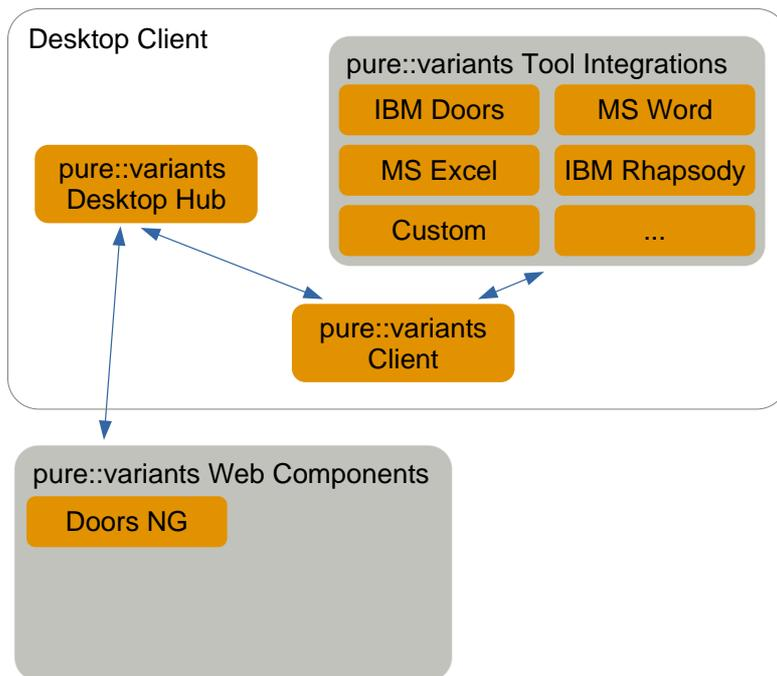 Desktop Client
pure::variants Tool Integrations
IBM Doors
MS Word
pure::variants
Desktop Hub
MS Excel
IBM Rhapsody
Custom
...
pure::variants
Client
pure::variants Web Components
Doors NG